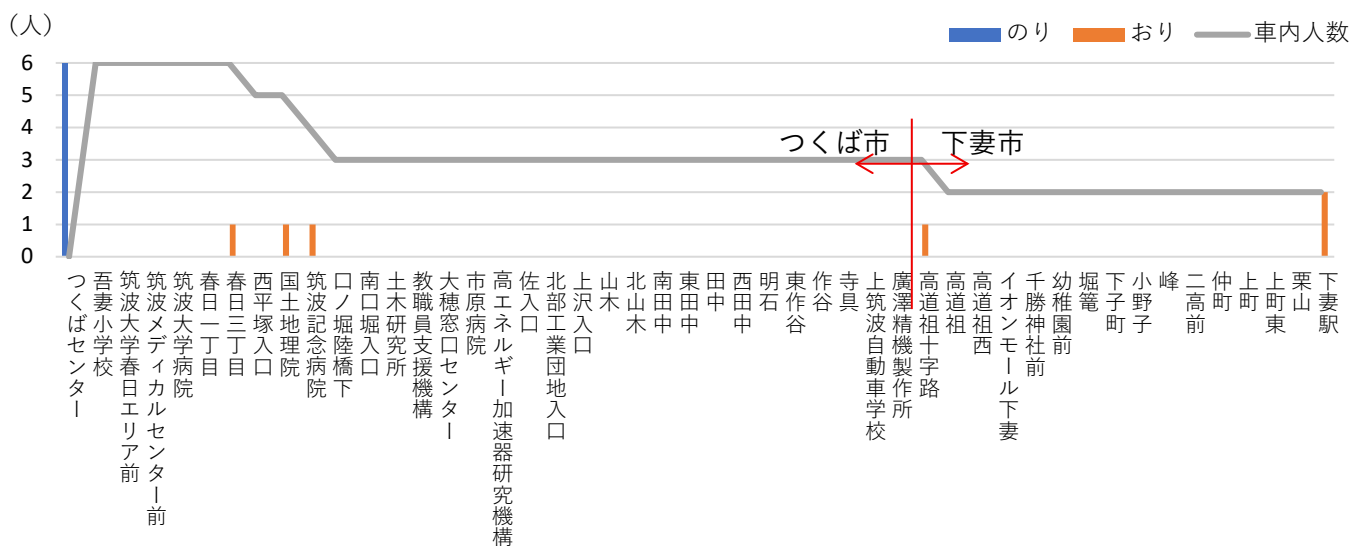 （人）
のり
おり
車内人数
6
5
4
3
2
1
0
つくば市
下妻市
つくばセンター
吾妻小学校
筑波大学春日エリア前
筑波メディカルセンター前
筑波大学病院
春日一丁目
春日三丁目
西平塚入口
国土地理院
筑波記念病院
口ノ堀陸橋下
南口堀入口
土木研究所
教職員支援機構
大穂窓口センター
市原病院
高エネルギー加速器研究機構
佐入口
北部工業団地入口
上沢入口
山木
北山木
南田中
東田中
田中
西田中
明石
東作谷
作谷
寺具
上筑波自動車学校
廣澤精機製作所
高道祖十字路
高道祖
高道祖西
イオンモール下妻
千勝神社前
幼稚園前
堀篭
下子町
小野子
峰
二高前
仲町
上町
上町東
栗山
下妻駅